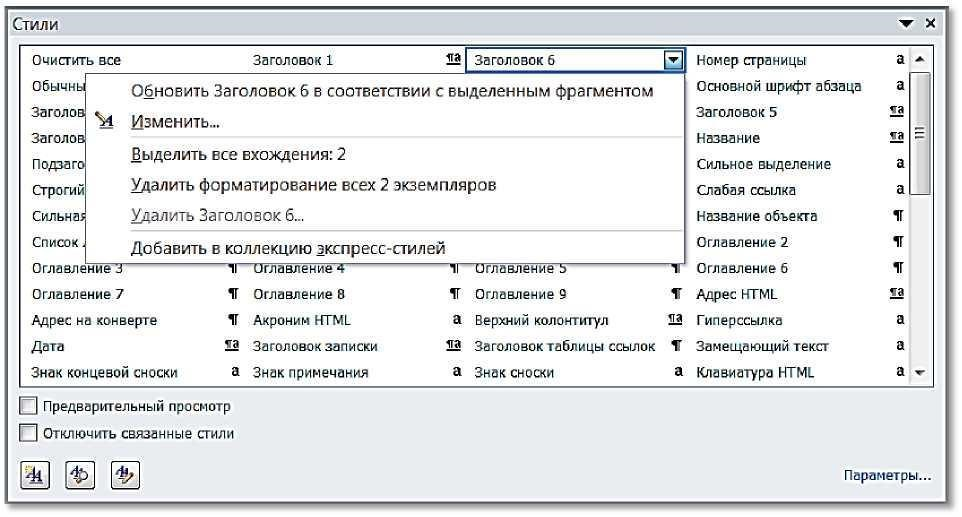 Стили
Очистить все Заголовок 1 ¶a Заголовок 6 Номер страницы a
Обычны Основной шрифт абзаца a
Заголов Заголовок 5 ¶a
Заголов Название ¶a
Подзаго Сильное выделение a
Строгий Слабая ссылка a
Сильная Название объекта ¶
Список Оглавление 2 ¶
Обновить Заголовок 6 в соответствии с выделенным фрагментом
Изменить...
Выделить все вхождения: 2
Удалить форматирование всех 2 экземпляров
Удалить Заголовок 6...
Добавить в коллекцию экспресс-стилей
Оглавление 3 ¶ Оглавление 4 ¶ Оглавление 5 ¶ Оглавление 6 ¶
Оглавление 7 ¶ Оглавление 8 ¶ Оглавление 9 ¶ Адрес HTML ¶a
Адрес на конверте ¶ Акроним HTML a Верхний колонтитул ¶a Гиперссылка a
Дата ¶a Заголовок записки ¶a Заголовок таблицы ссылок ¶ Замещающий текст a
Знак концевой сноски a Знак примечания a Знак сноски a Клавиатура HTML a
Предварительный просмотр
Отключить связанные стили
Параметры...